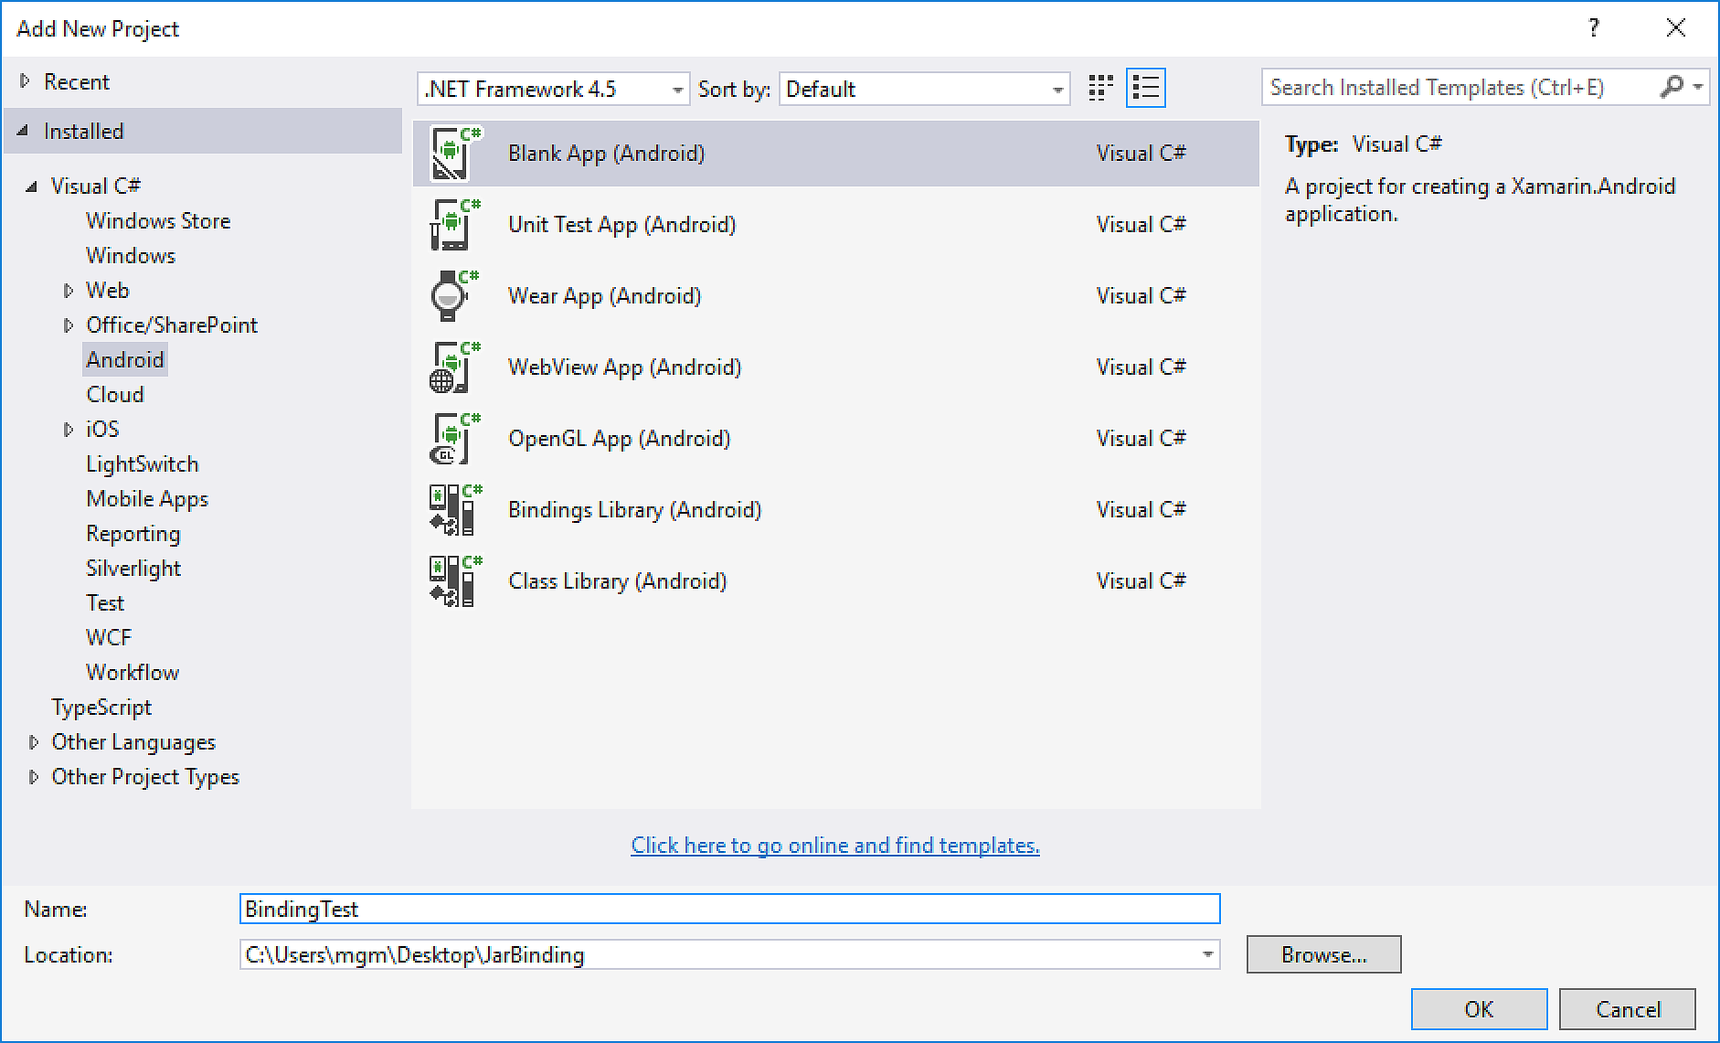 Add New Project
?
Recent
.NET Framework 4.5
Sort by:
Default
Search Installed Templates (Ctrl+E)
Installed
Visual C#
Windows Store
Windows
Web
Office/SharePoint
Android
Cloud
iOS
LightSwitch
Mobile Apps
Reporting
Silverlight
Test
WCF
Workflow
TypeScript
Other Languages
Other Project Types
C#
Blank App (Android)
Visual C#
C#
Unit Test App (Android)
Visual C#
C#
Wear App (Android)
Visual C#
C#
WebView App (Android)
Visual C#
C#
GL
OpenGL App (Android)
Visual C#
C#
Bindings Library (Android)
Visual C#
C#
Class Library (Android)
Visual C#
Type: Visual C#
A project for creating a Xamarin.Android
application.
Click here to go online and find templates.
Name:
BindingTest
Location:
C:\Users\mgm\Desktop\JarBinding
Browse...
OK
Cancel